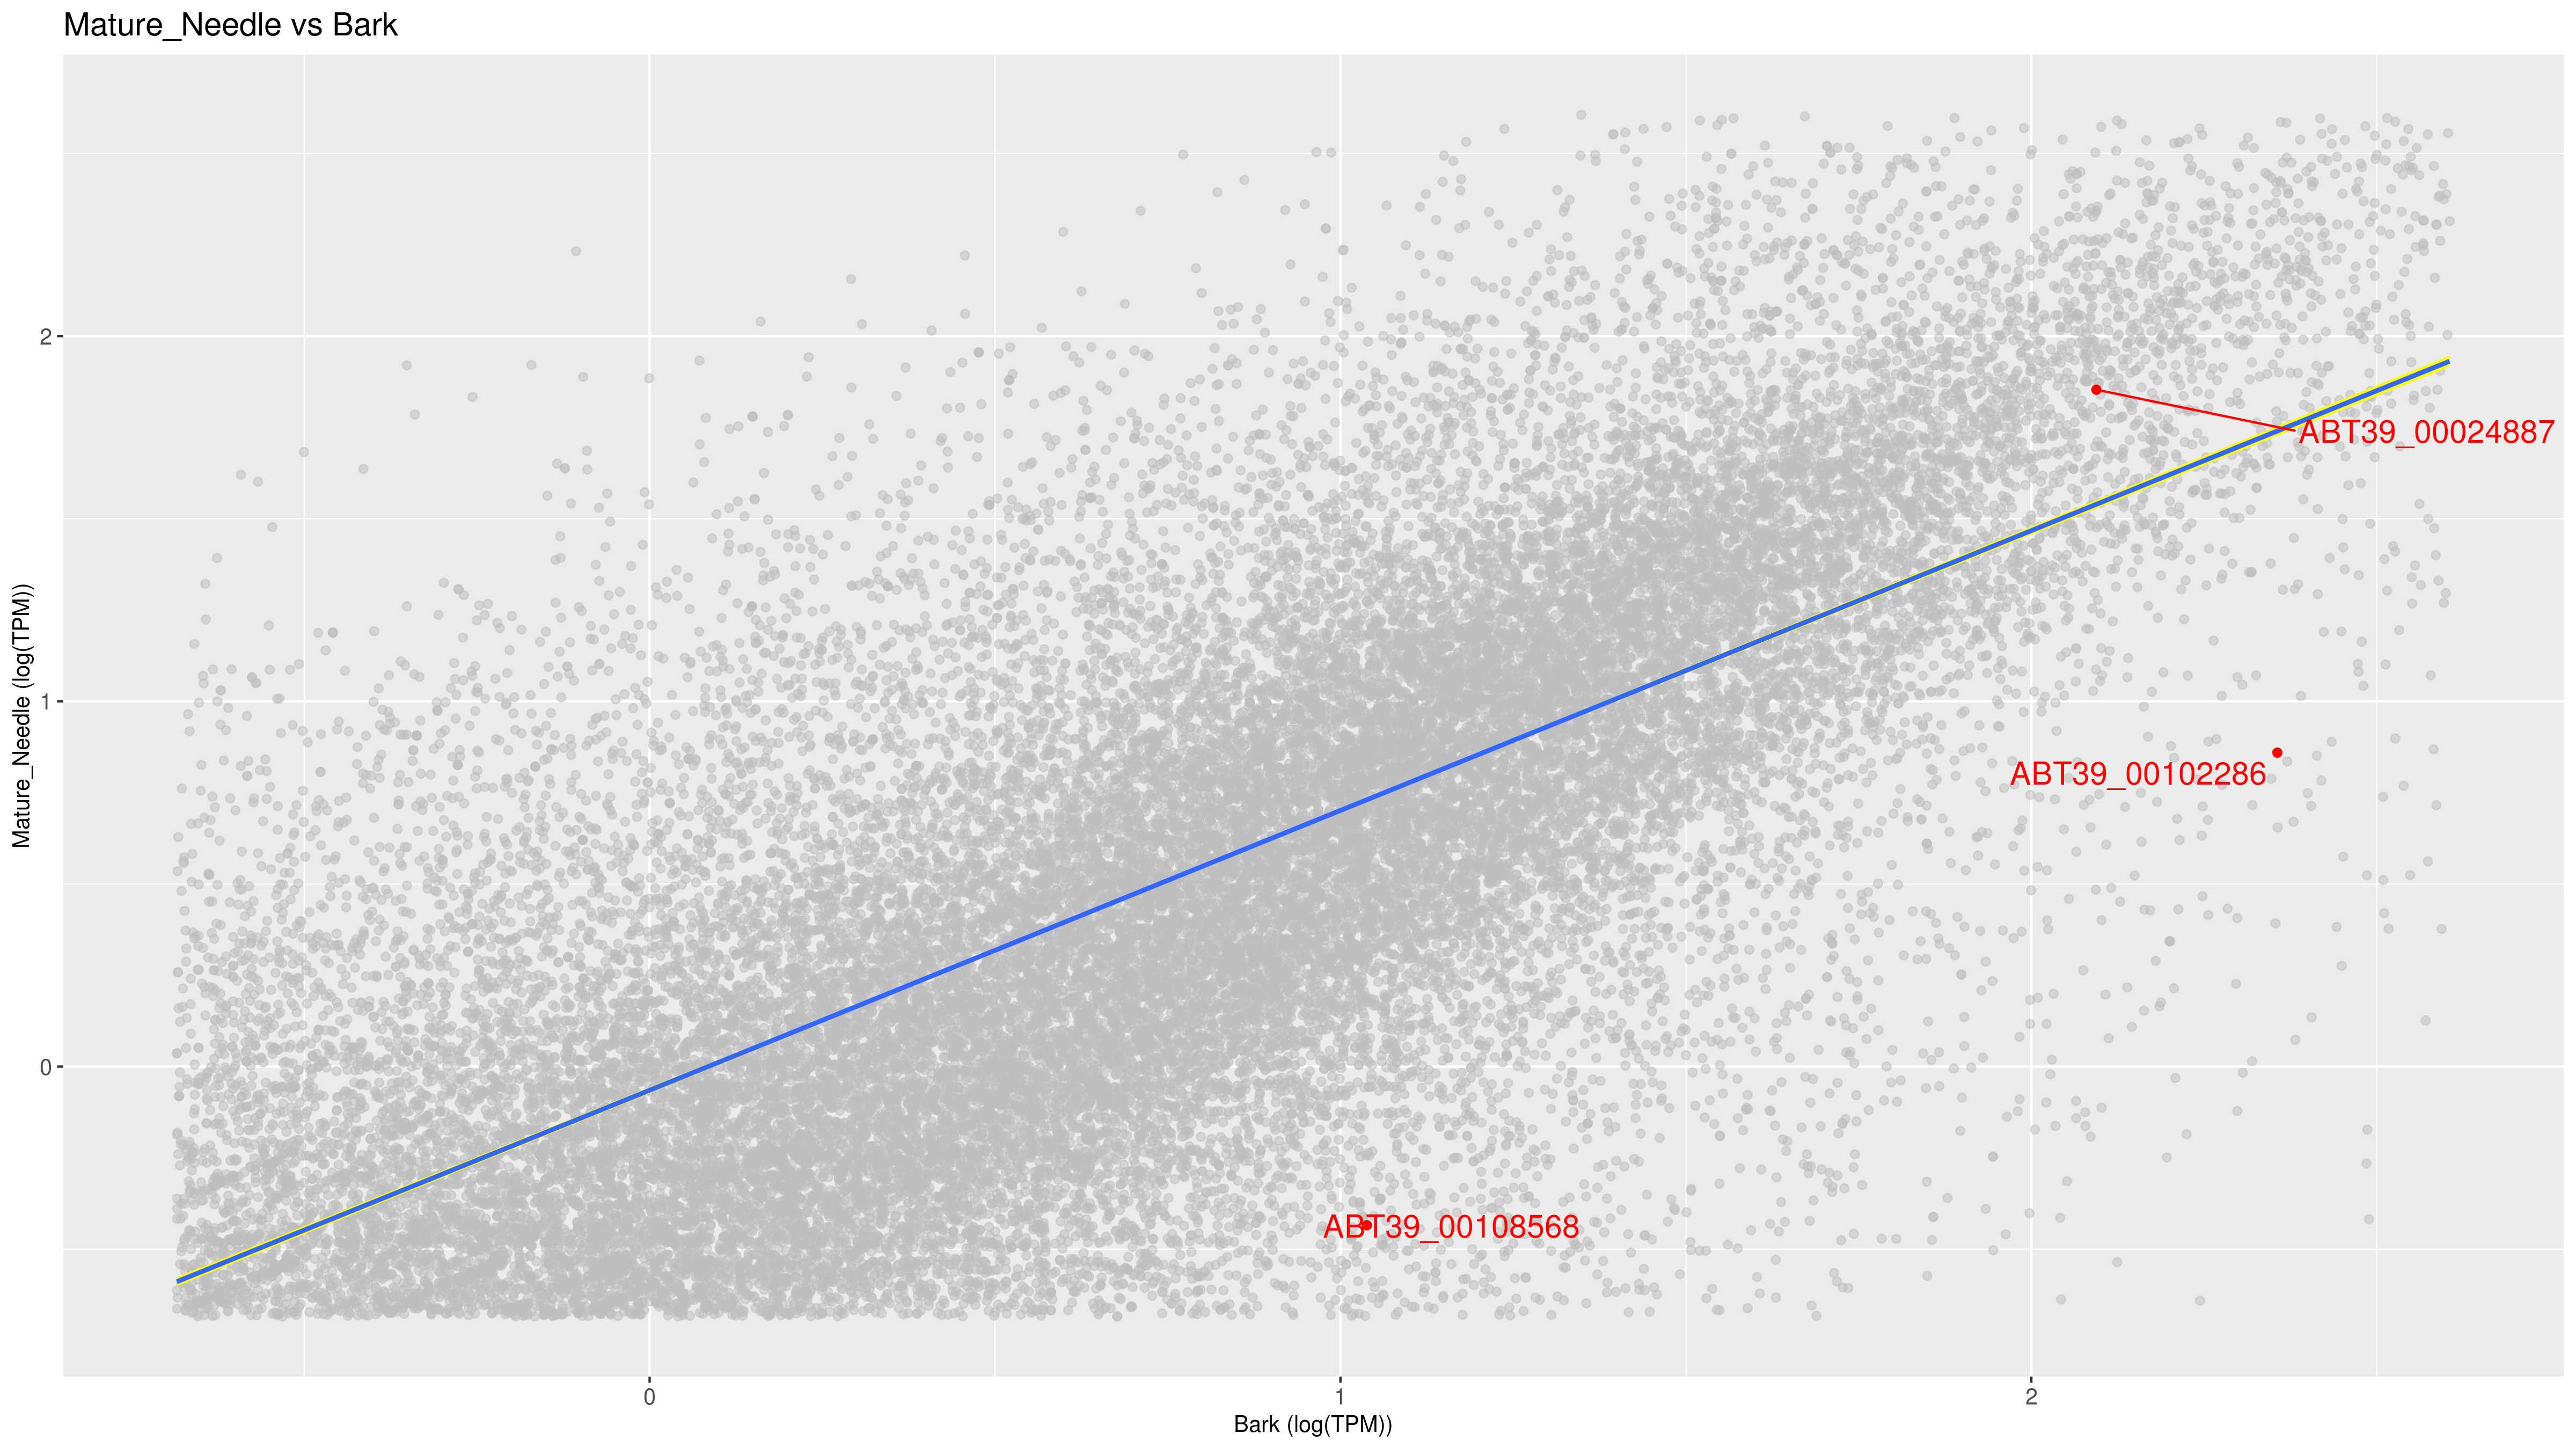 Mature_Needle vs Bark
Mature_Needle (log(TPM))
2
1
0
ABT39_00024887
ABT39_00102286
ABT39_00108568
0
1
2
Bark (log(TPM))